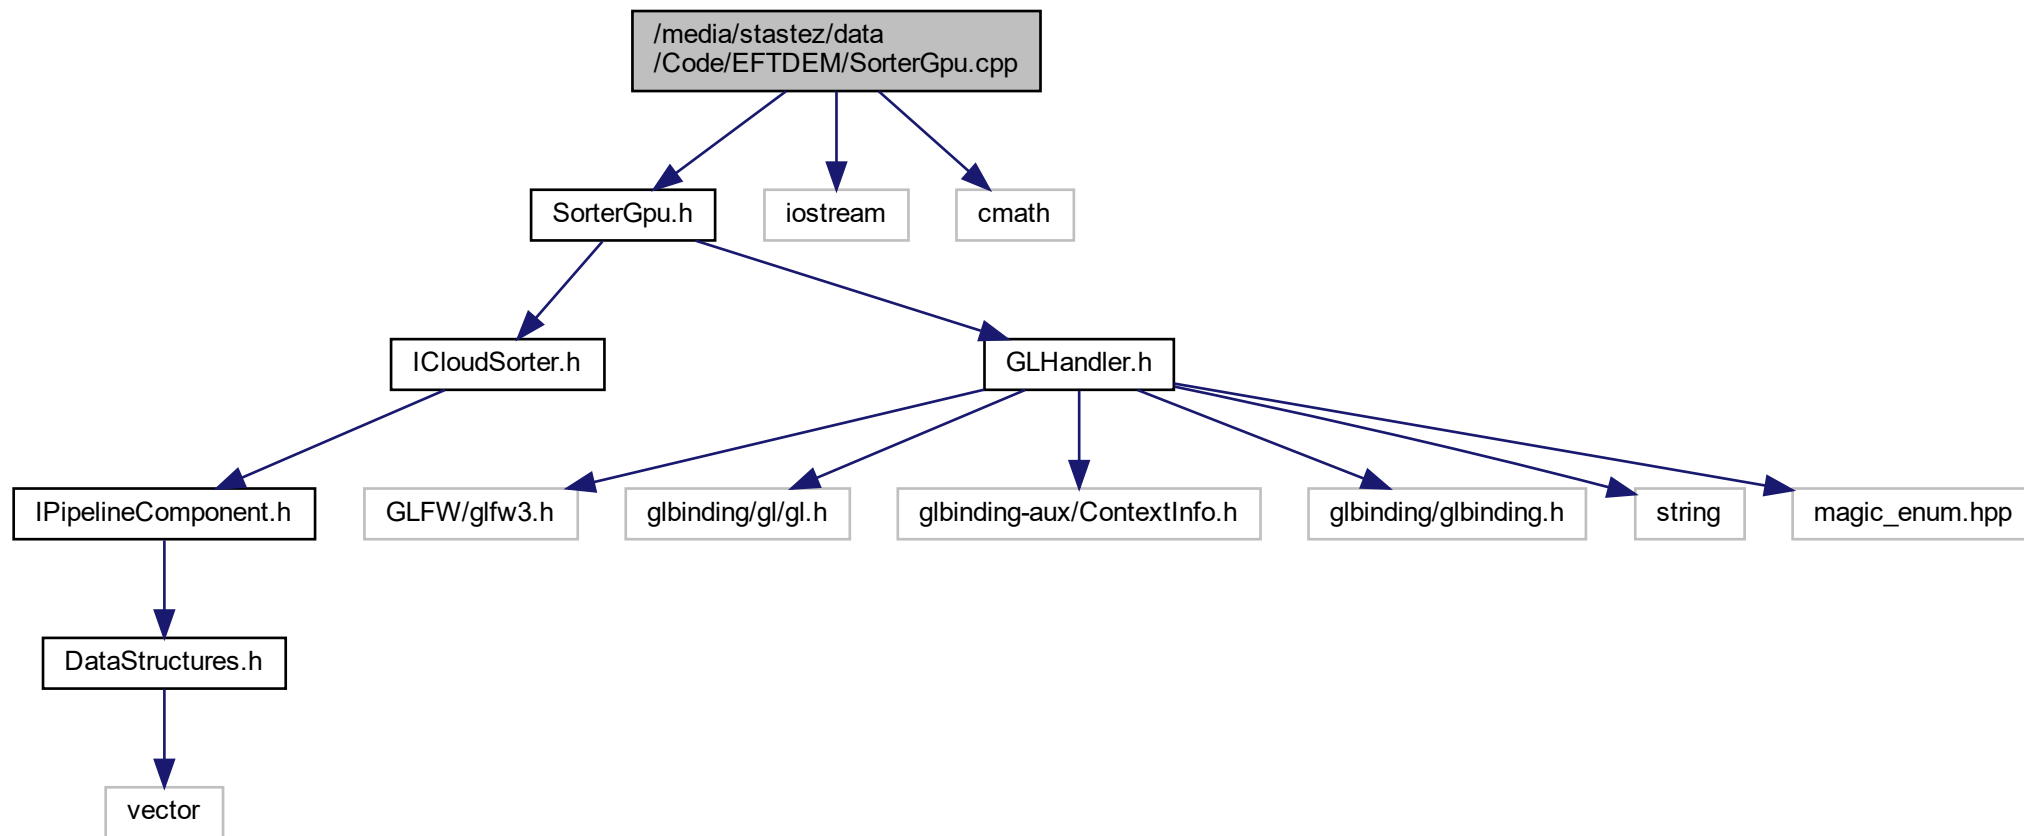 /media/stastez/data
/Code/EFTDEM/SorterGpu.cpp
SorterGpu.h
iostream
cmath
ICloudSorter.h
GLHandler.h
IPipelineComponent.h
GLFW/glfw3.h
glbinding/gl/gl.h
glbinding-aux/ContextInfo.h
glbinding/glbinding.h
string
magic_enum.hpp
DataStructures.h
vector